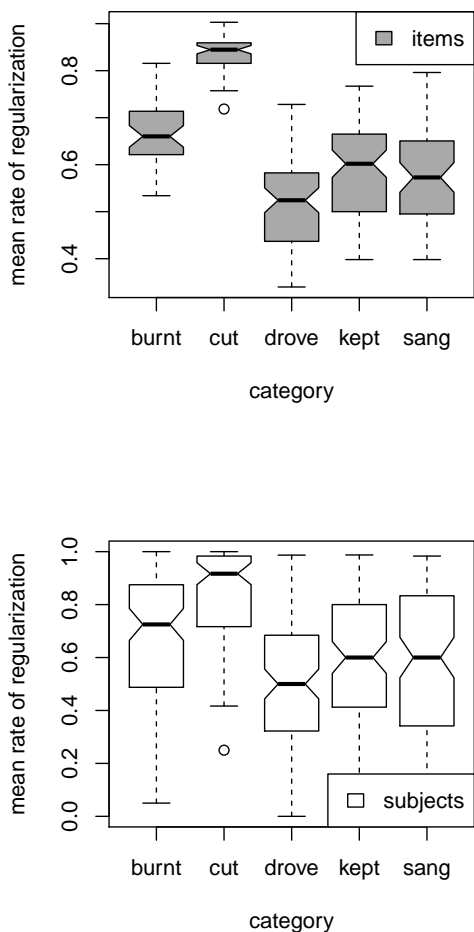 items
mean rate of regularization
0.8
0.6
0.4
burnt cut drove kept sang
category
mean rate of regularization
1.0
0.8
0.6
0.4
0.2
0.0
subjects
burnt cut drove kept sang
category